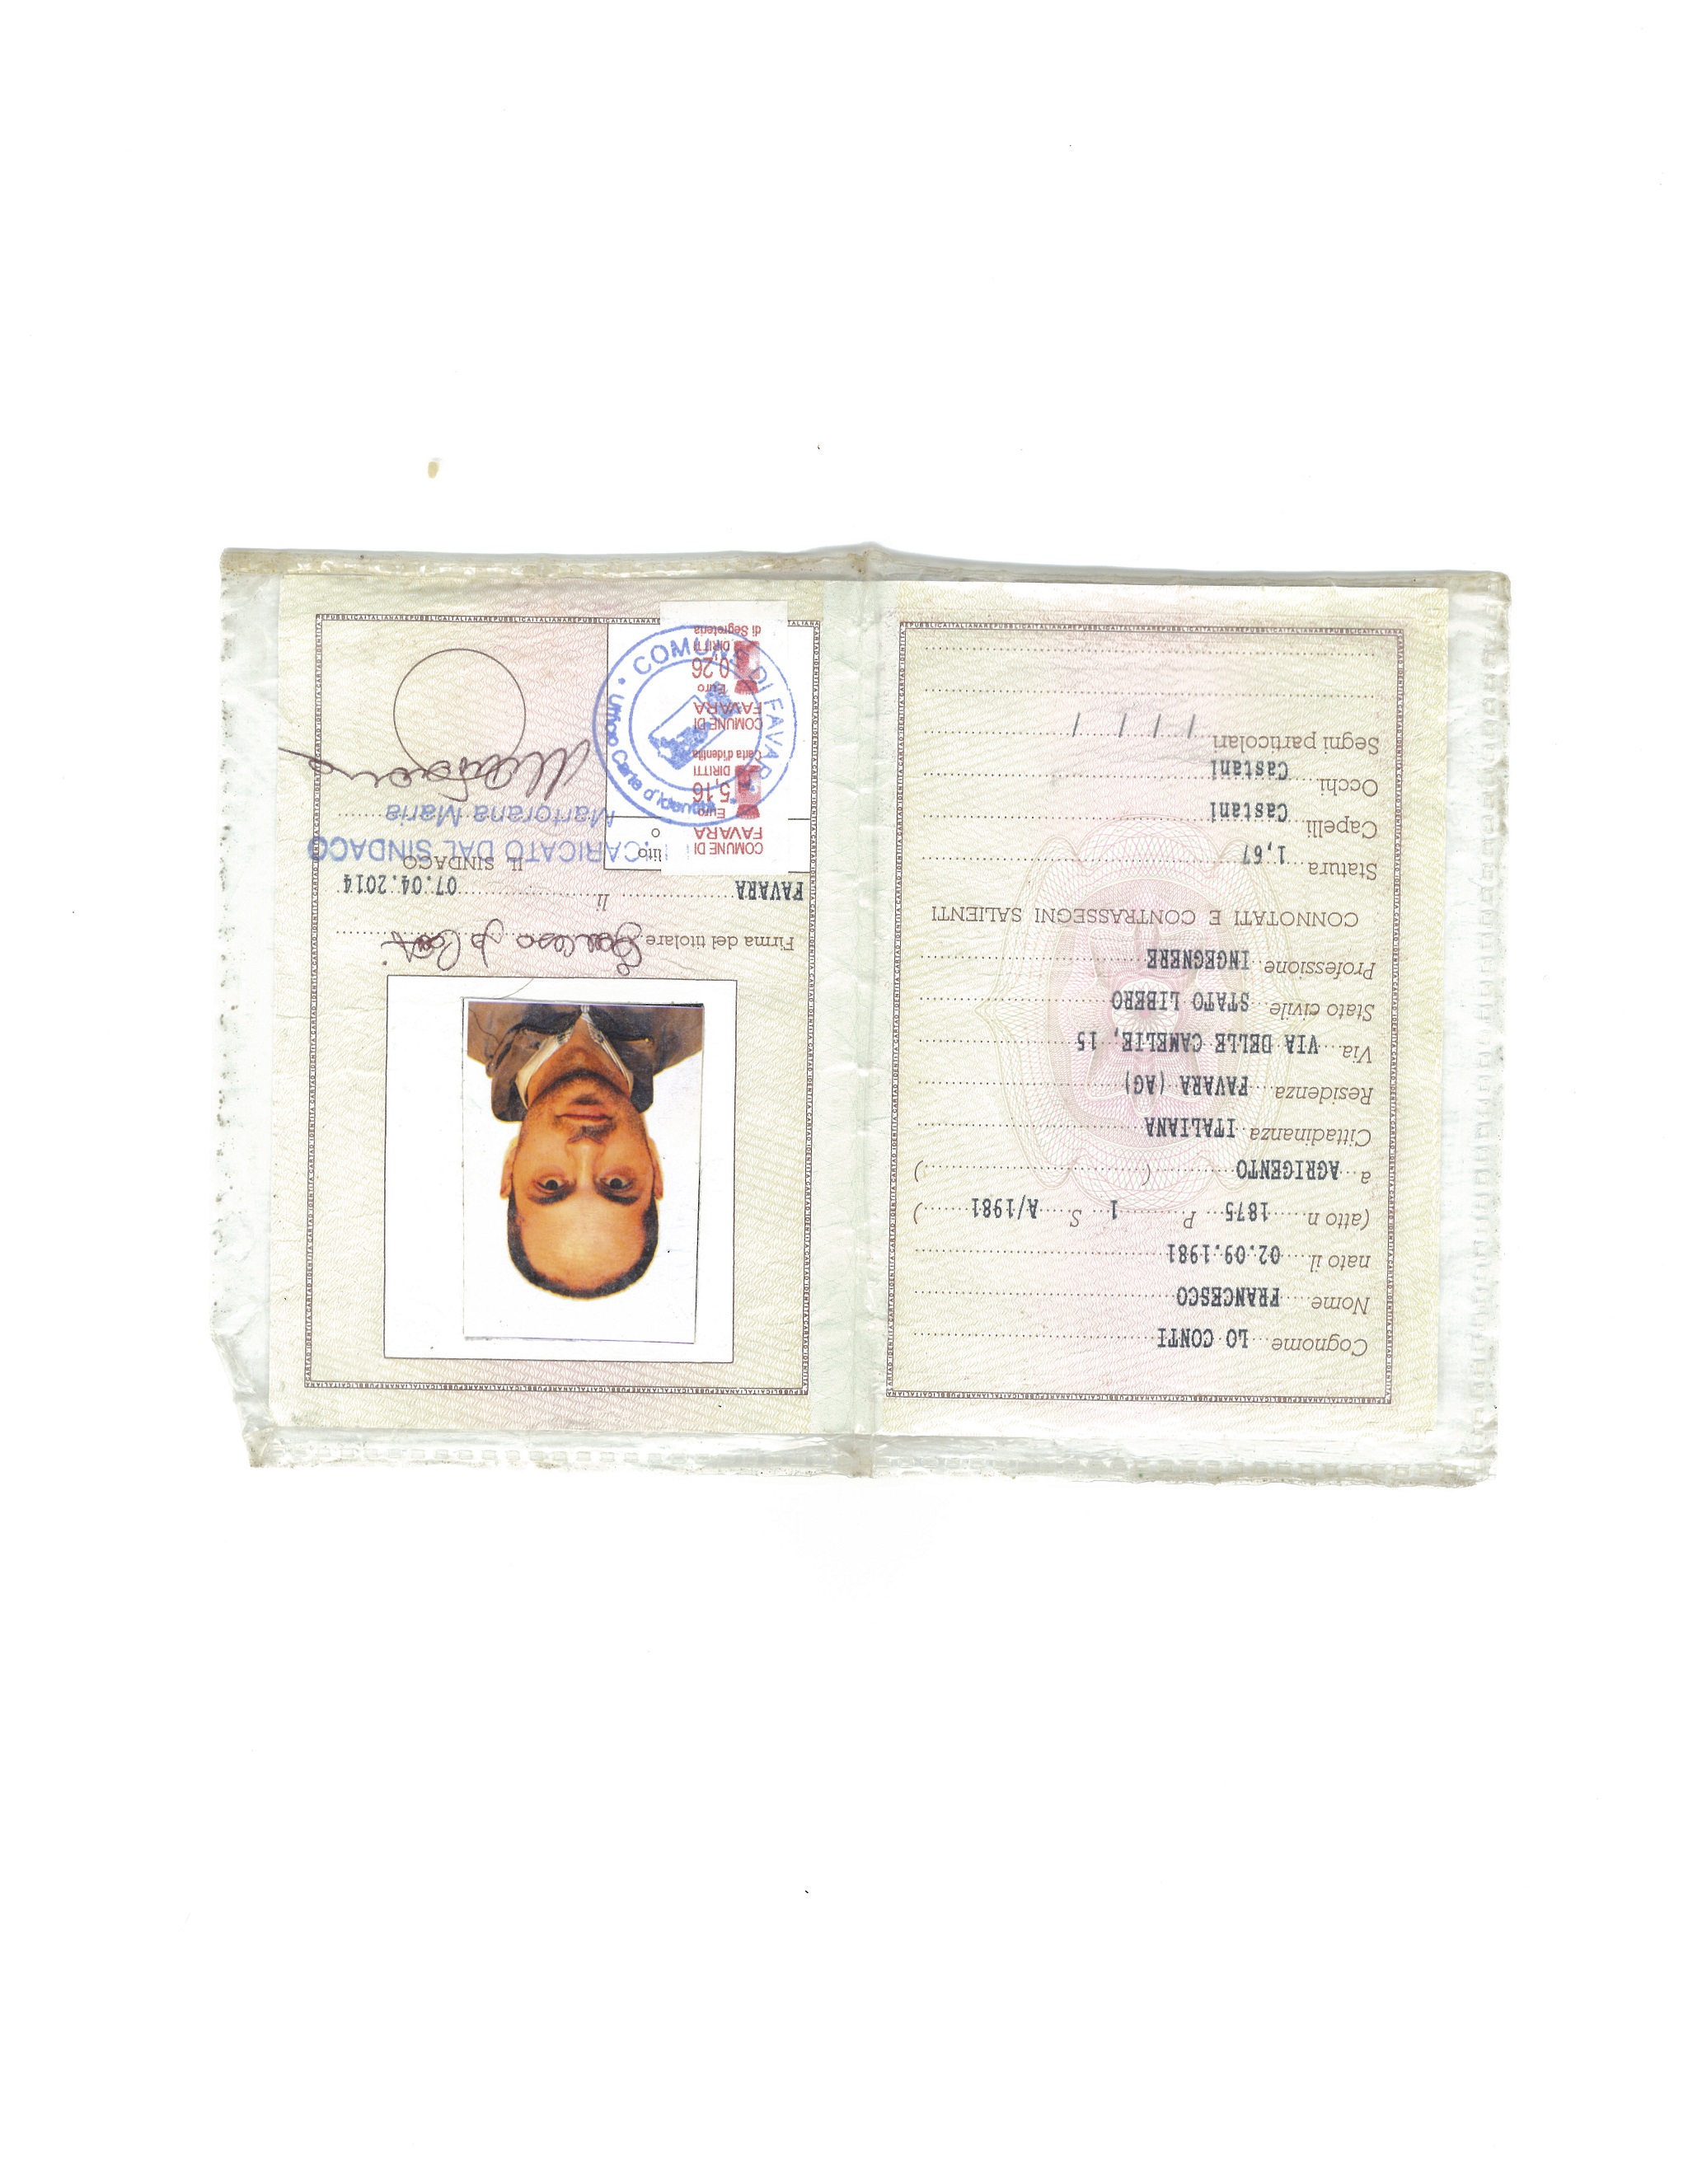 Cognome LO CONTI
Nome FRANCESCO
nato il 02.09.1981
(atto n. 1875 P 1 S A/1981 )
a AGRIGENTO ( )
Cittadinanza ITALIANA
Residenza FAVARA (AG)
Via VIA DELLE CAMELIE, 15
Stato civile STATO LIBERO
Professione INGEGNERE
CONNOTATI E CONTRASSEGNI SALIENTI
Statura 1,67
Capelli Castani
Occhi Castani
Segni particolari / / / /
Firma del titolare Francesco Lo Conti
FAVARA lì 07.04.2014
IL SINDACO
CARICATO DAL SINDACO
Martorana Maria
COMUNE DI
FAVARA
Euro
5,16
DIRITTI
Carta d'identità
COMUNE DI
FAVARA
Euro
0,26
DIRITTI
di Segreteria
COMUNE DI FAVARA
Ufficio Carte d'Identità